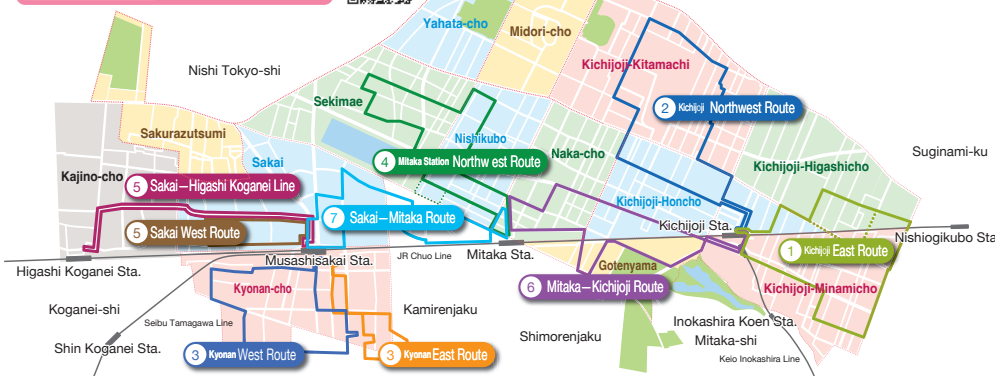 Yahata-cho
Midori-cho
Nishi Tokyo-shi
Kichijoji-Kitamachi
Sekimae
2 Kichijoji Northwest Route
Sakurazutsumi
Nishikubo
Sakai
4 Mitaka Station Northw est Route
Naka-cho
Kichijoji-Higashicho
Suginami-ku
Kajino-cho
5 Sakai–Higashi Koganei Line
Kichijoji-Honcho
7 Sakai–Mitaka Route
5 Sakai West Route
Kichijoji Sta.
Nishiogikubo Sta
1 Kichijoji East Route
JR Chuo Line
Mitaka Sta.
Musashisakai Sta.
Higashi Koganei Sta.
Gotenyama
6 Mitaka–Kichijoji Route
Kyonan-cho
Kichijoji-Minamicho
Koganei-shi
Kamirenjaku
Inokashira Koen Sta.
Seibu Tamagawa Line
Shimorenjaku
Mitaka-shi
Shin Koganei Sta.
3 Kyonan West Route
3 Kyonan East Route
Keio Inokashira Line